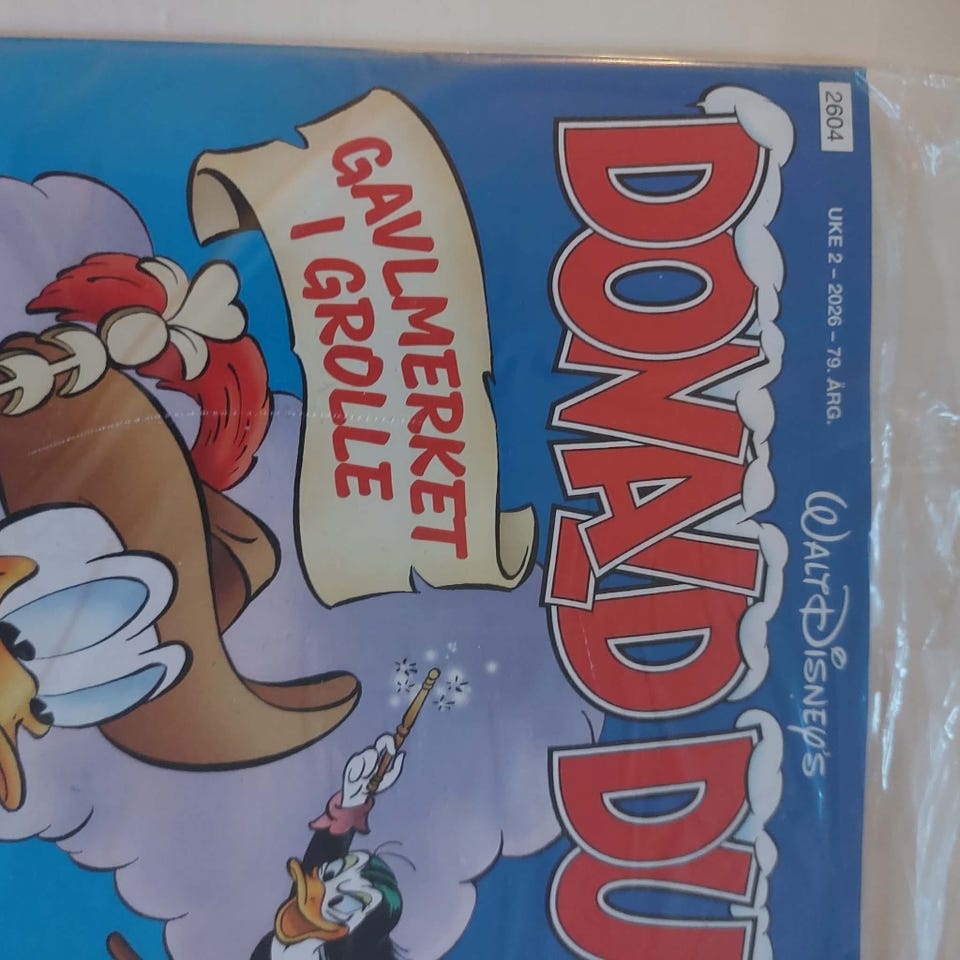 2604
UKE 2 – 2026 – 79. ÅRG.
WALT DISNEY'S
DONALD DU
GAVLMERKET
I GROLLE